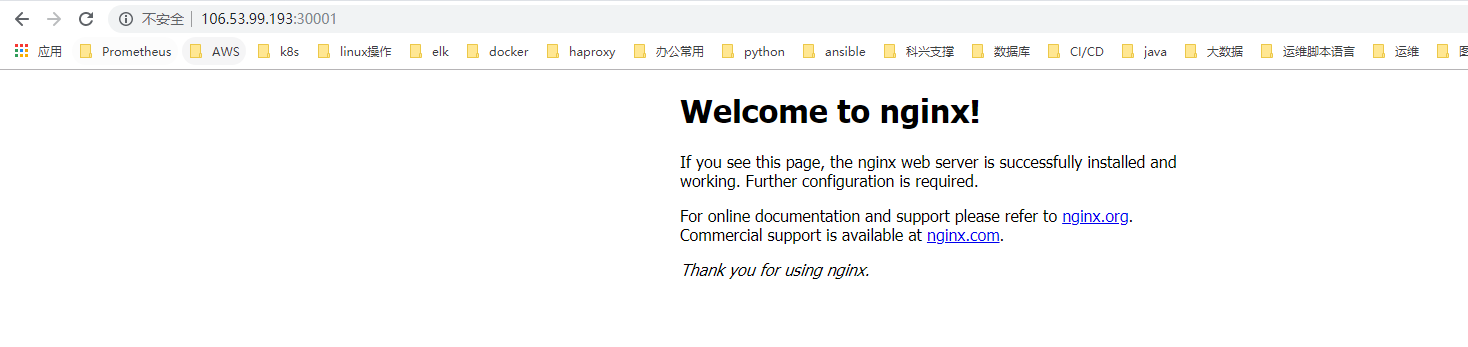 不安全 106.53.99.193:30001
应用 Prometheus AWS k8s linux操作 elk docker haproxy 办公常用 python ansible 科兴支撑 数据库 CI/CD java 大数据 运维脚本语言 运维
Welcome to nginx!
If you see this page, the nginx web server is successfully installed and
working. Further configuration is required.
For online documentation and support please refer to nginx.org.
Commercial support is available at nginx.com.
Thank you for using nginx.